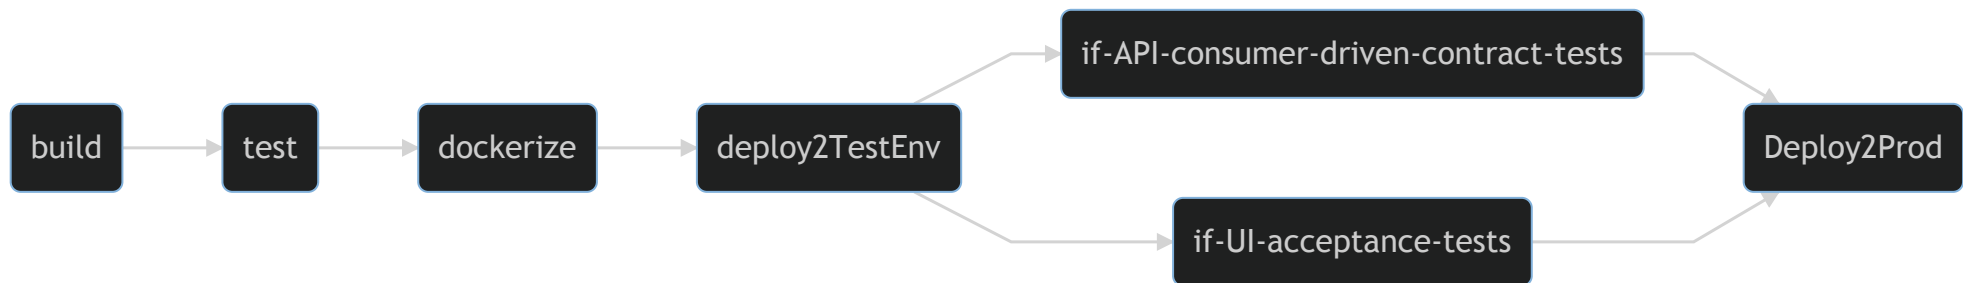 build
test
dockerize
deploy2TestEnv
if-API-consumer-driven-contract-tests
if-UI-acceptance-tests
Deploy2Prod